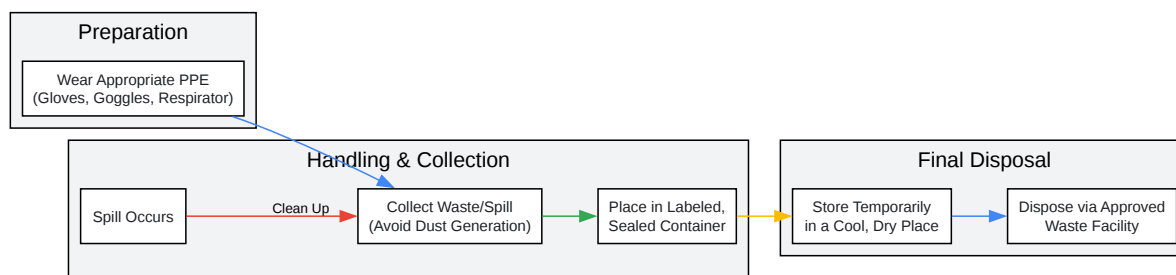 Preparation
Wear Appropriate PPE
(Gloves, Goggles, Respirator)
Handling & Collection
Spill Occurs
Clean Up
Collect Waste/Spill
(Avoid Dust Generation)
Place in Labeled,
Sealed Container
Final Disposal
Store Temporarily
in a Cool, Dry Place
Dispose via Approved
Waste Facility